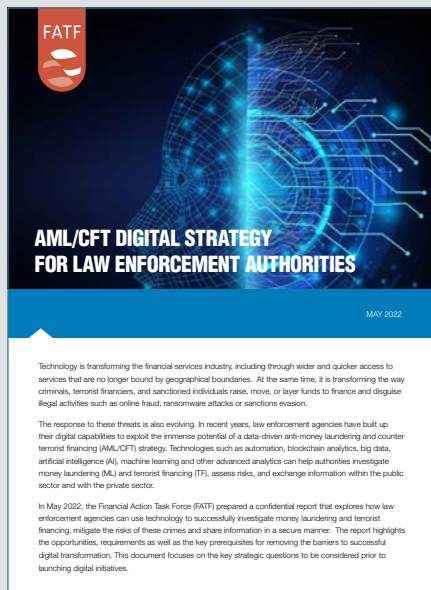 FATF
AML/CFT DIGITAL STRATEGY
FOR LAW ENFORCEMENT AUTHORITIES
MAY 2022
Technology is transforming the financial services industry, including through wider and quicker access to
services that are no longer bound by geographical boundaries. At the same time, it is transforming the way
criminals, terrorist financiers, and sanctioned individuals raise, move, or layer funds to finance and disguise
illegal activities such as online fraud, ransomware attacks or sanctions evasion.
The response to these threats is also evolving. In recent years, law enforcement agencies have built up
their digital capabilities to exploit the immense potential of a data-driven anti-money laundering and counter
terrorist financing (AML/CFT) strategy. Technologies such as automation, blockchain analytics, big data,
artificial intelligence (AI), machine learning and other advanced analytics can help authorities investigate
money laundering (ML) and terrorist financing (TF), assess risks, and exchange information within the public
sector and with the private sector.
In May 2022, the Financial Action Task Force (FATF) prepared a confidential report that explores how law
enforcement agencies can use technology to successfully investigate money laundering and terrorist
financing, mitigate the risks of these crimes and share information in a secure manner. The report highlights
the opportunities, requirements as well as the key prerequisites for removing the barriers to successful
digital transformation. This document focuses on the key strategic questions to be considered prior to
launching digital initiatives.